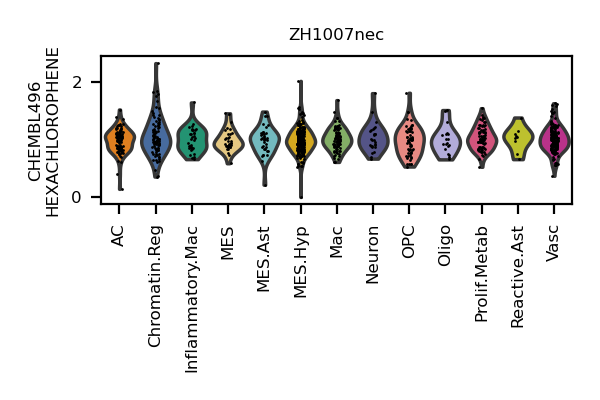 ZH1007nec
CHEMBL496
HEXACHLOROPHENE
2
0
AC
Chromatin.Reg
Inflammatory.Mac
MES
MES.Ast
MES.Hyp
Mac
Neuron
OPC
Oligo
Prolif.Metab
Reactive.Ast
Vasc